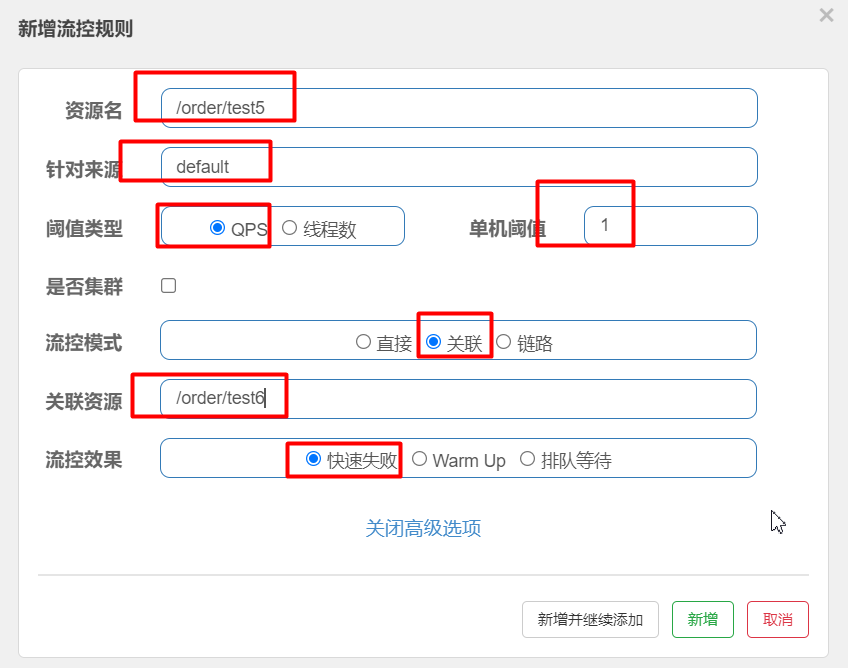 新增流控规则
资源名 /order/test5
针对来源 default
阈值类型 QPS 线程数 单机阈值 1
是否集群
流控模式 直接 关联 链路
关联资源 /order/test6
流控效果 快速失败 Warm Up 排队等待
关闭高级选项
新增并继续添加 新增 取消